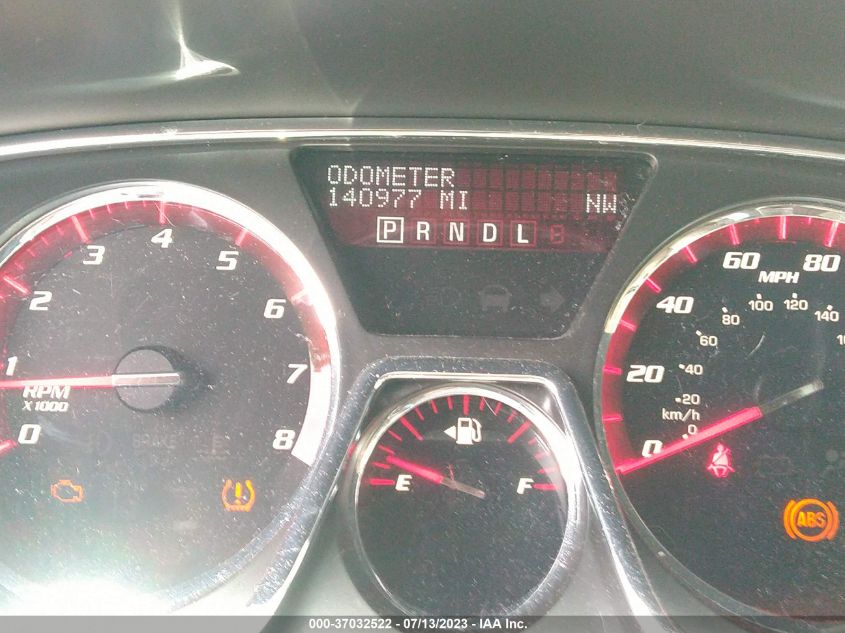 ODOMETER
140977 MI NW
P R N D L
0 1 2 3 4 5 6 7 8
RPM
X1000
E F
0 20 40 60 80
MPH
0 20 40 60 80 100 120 140
km/h
ABS
000-37032522 - 07/13/2023 - IAA Inc.